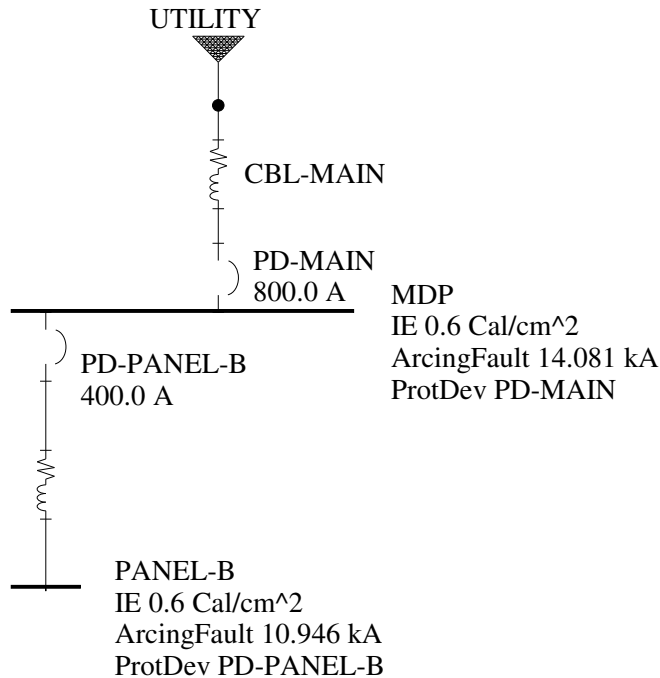 UTILITY
CBL-MAIN
PD-MAIN
800.0 A
MDP
IE 0.6 Cal/cm^2
ArcingFault 14.081 kA
ProtDev PD-MAIN
PD-PANEL-B
400.0 A
PANEL-B
IE 0.6 Cal/cm^2
ArcingFault 10.946 kA
ProtDev PD-PANEL-B